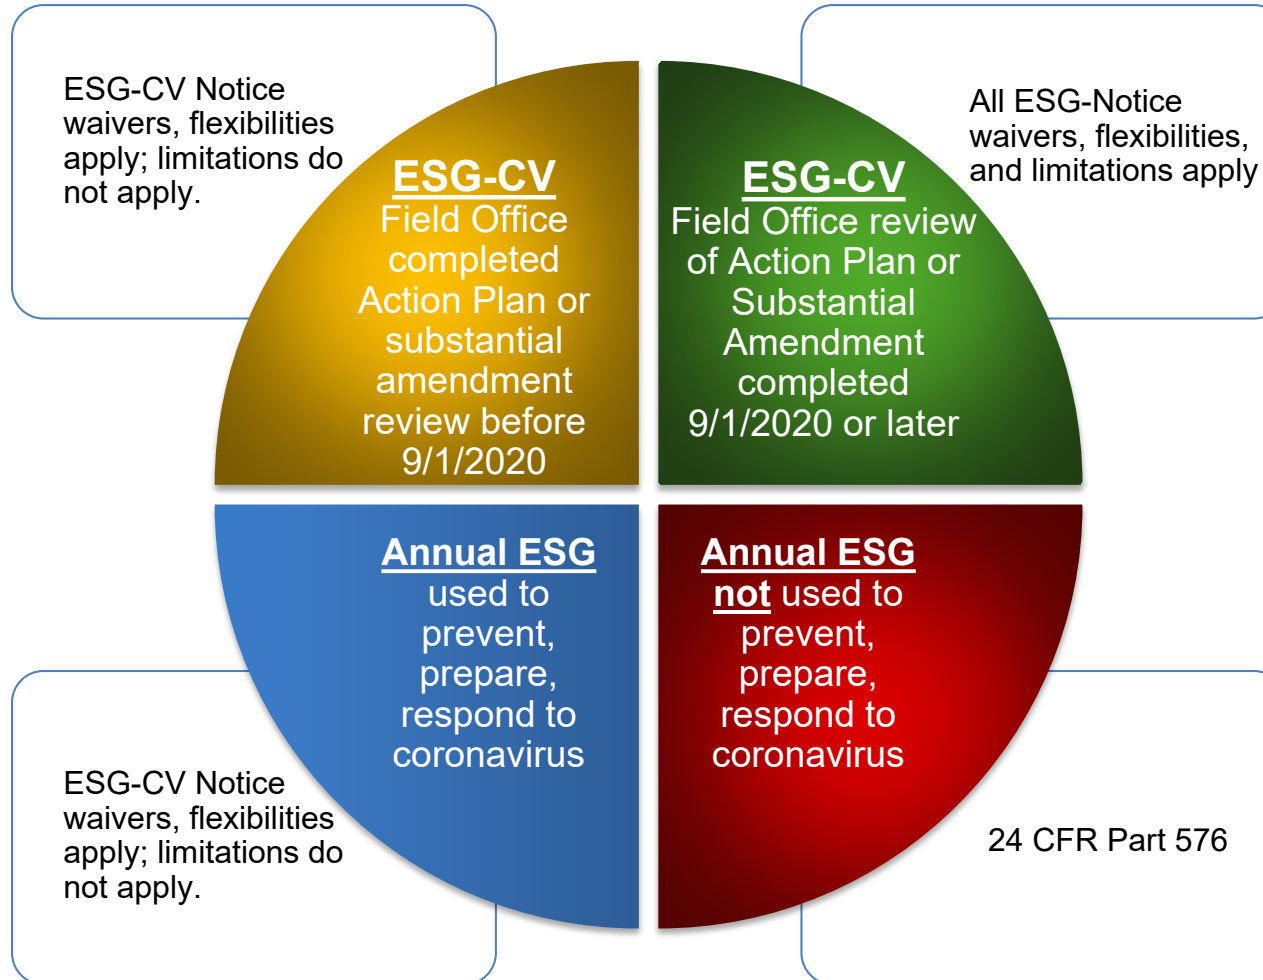 ESG-CV Notice
waivers, flexibilities
apply; limitations do
not apply.
ESG-CV
Field Office
completed
Action Plan or
substantial
amendment
review before
9/1/2020
ESG-CV
Field Office review
of Action Plan or
Substantial
Amendment
completed
9/1/2020 or later
All ESG-Notice
waivers, flexibilities,
and limitations apply
ESG-CV Notice
waivers, flexibilities
apply; limitations do
not apply.
Annual ESG
used to
prevent,
prepare,
respond to
coronavirus
Annual ESG
not used to
prevent,
prepare,
respond to
coronavirus
24 CFR Part 576